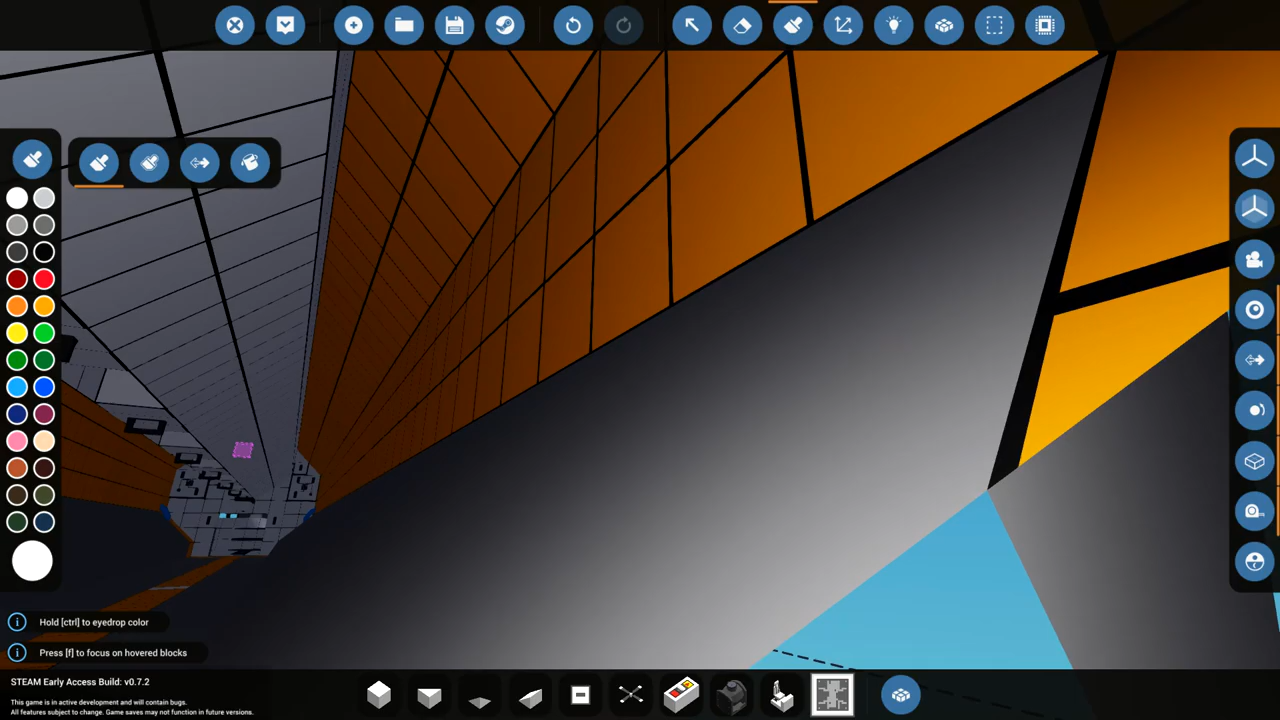 Hold [ctrl] to eyedrop color
Press [f] to focus on hovered blocks
STEAM Early Access Build: v0.7.2
This game is in active development and will contain bugs.
All features subject to change. Game saves may not function in future versions.